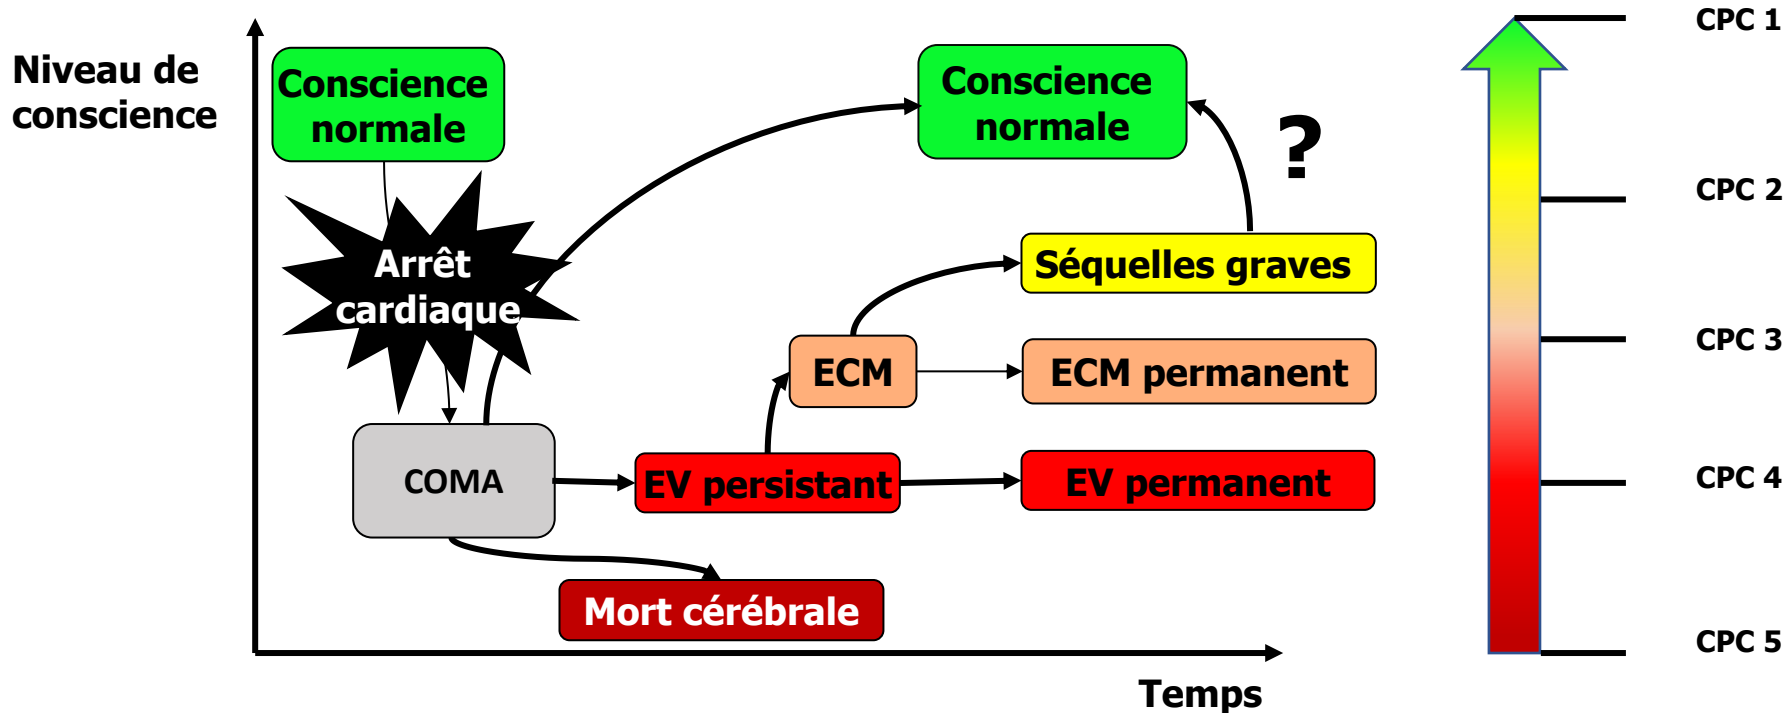 Niveau de
conscience
Conscience
normale
Arrêt
cardiaque
COMA
Conscience
normale
?
Séquelles graves
ECM
ECM permanent
EV persistant
EV permanent
Mort cérébrale
Temps
CPC 1
CPC 2
CPC 3
CPC 4
CPC 5